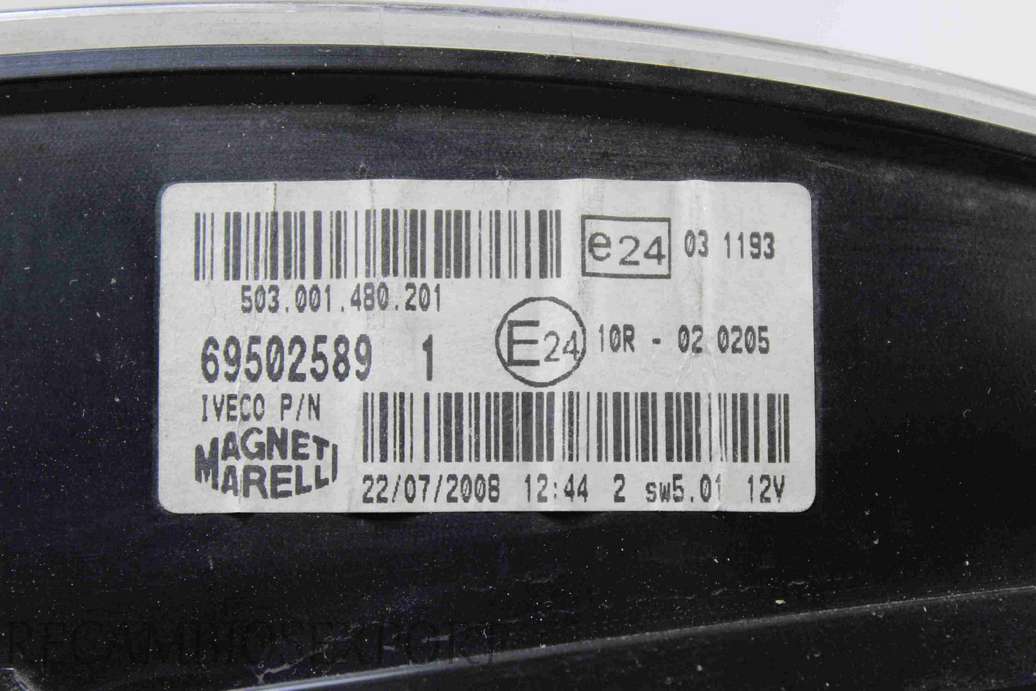 e24 03 1193
503.001.480.201
69502589 1
E24 10R - 02 0205
IVECO P/N
MAGNETI
MARELLI
22/07/2008 12:44 2 sw5.01 12V